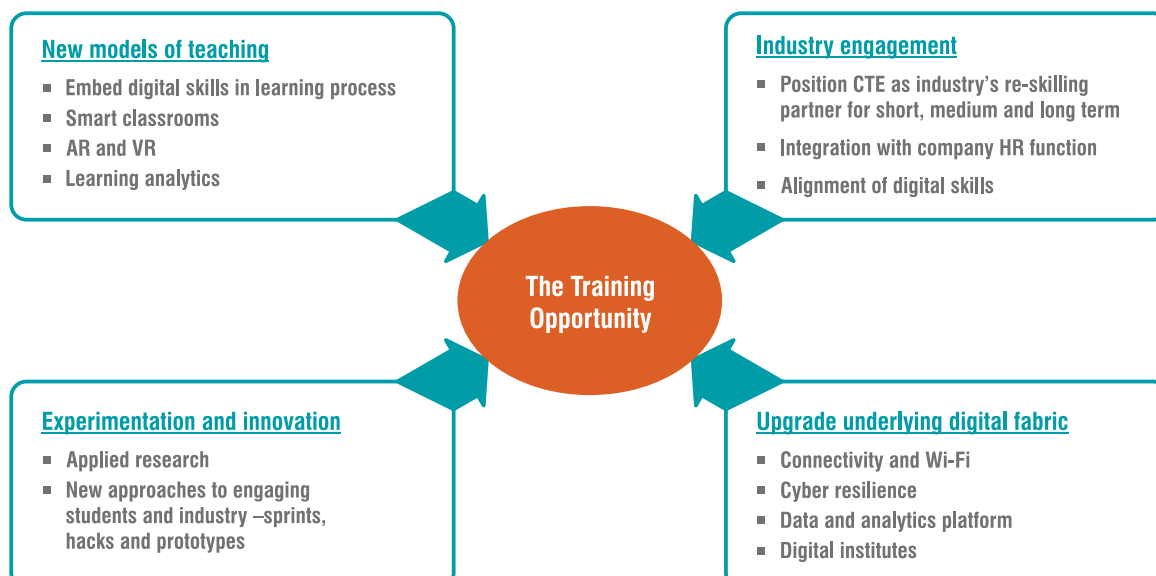 New models of teaching
▪ Embed digital skills in learning process
▪ Smart classrooms
▪ AR and VR
▪ Learning analytics
Industry engagement
▪ Position CTE as industry's re-skilling
partner for short, medium and long term
▪ Integration with company HR function
▪ Alignment of digital skills
The Training
Opportunity
Experimentation and innovation
▪ Applied research
▪ New approaches to engaging
students and industry –sprints,
hacks and prototypes
Upgrade underlying digital fabric
▪ Connectivity and Wi-Fi
▪ Cyber resilience
▪ Data and analytics platform
▪ Digital institutes